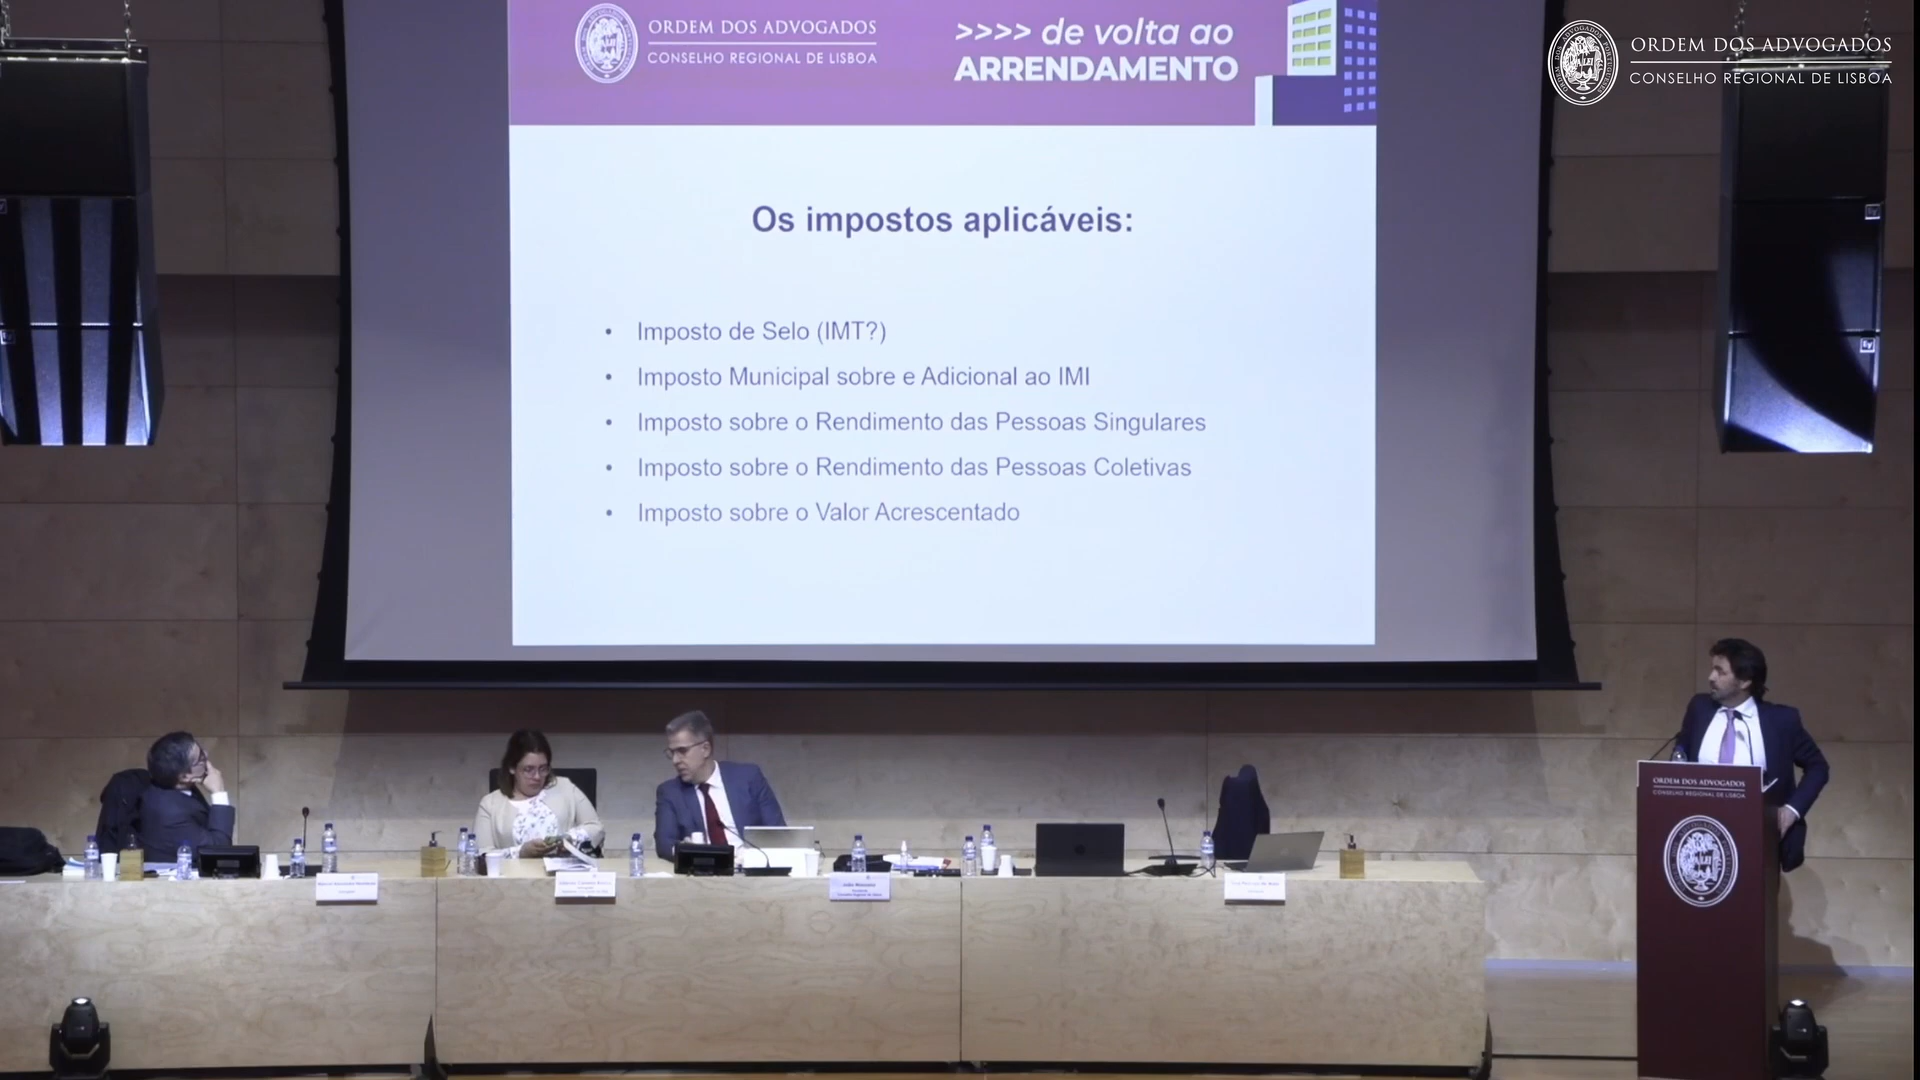 ORDEM DOS ADVOGADOS
CONSELHO REGIONAL DE LISBOA
>>>> de volta ao
ARRENDAMENTO
ORDEM DOS ADVOGADOS
CONSELHO REGIONAL DE LISBOA
Os impostos aplicáveis:
• Imposto de Selo (IMT?)
• Imposto Municipal sobre e Adicional ao IMI
• Imposto sobre o Rendimento das Pessoas Singulares
• Imposto sobre o Rendimento das Pessoas Coletivas
• Imposto sobre o Valor Acrescentado
ORDEM DOS ADVOGADOS
CONSELHO REGIONAL DE LISBOA